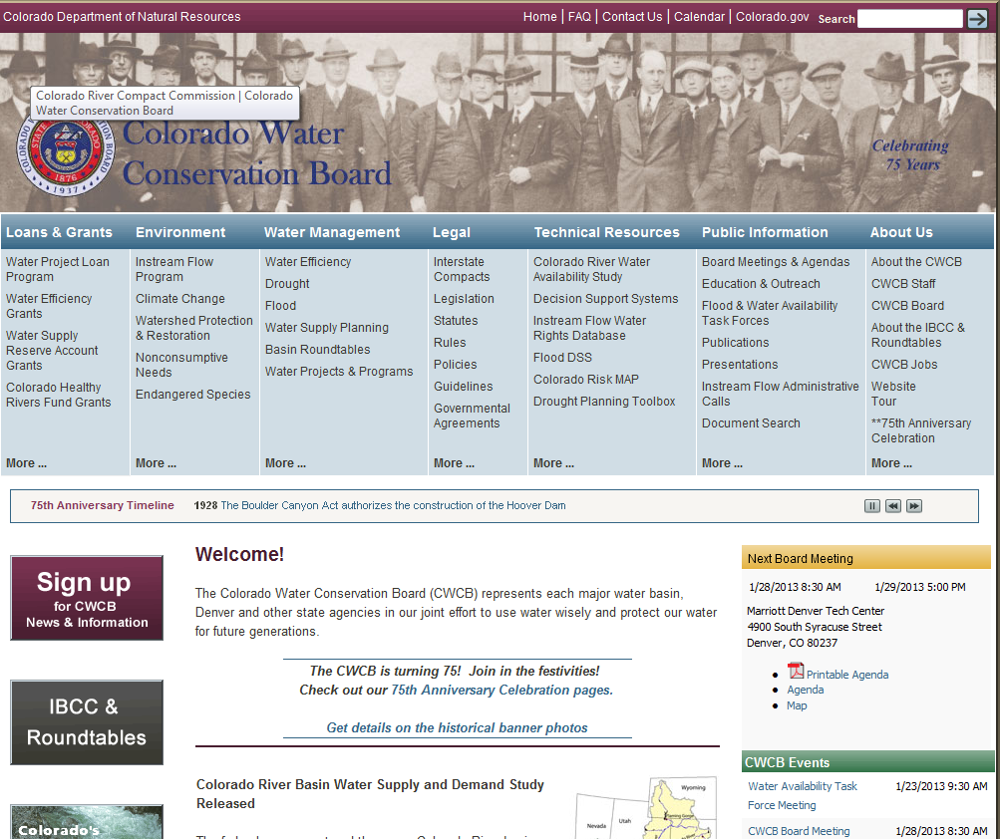 Colorado Department of Natural Resources
Home | FAQ | Contact Us | Calendar | Colorado.gov Search
Colorado River Compact Commission | Colorado
Water Conservation Board
STATE OF COLORADO
1876
1937
Colorado Water
Conservation Board
Celebrating
75 Years
Loans & Grants
Water Project Loan
Program
Water Efficiency
Grants
Water Supply
Reserve Account
Grants
Colorado Healthy
Rivers Fund Grants
More ...
Environment
Instream Flow
Program
Climate Change
Watershed Protection
& Restoration
Nonconsumptive
Needs
Endangered Species
More ...
Water Management
Water Efficiency
Drought
Flood
Water Supply Planning
Basin Roundtables
Water Projects & Programs
More ...
Legal
Interstate
Compacts
Legislation
Statutes
Rules
Policies
Guidelines
Governmental
Agreements
More ...
Technical Resources
Colorado River Water
Availability Study
Decision Support Systems
Instream Flow Water
Rights Database
Flood DSS
Colorado Risk MAP
Drought Planning Toolbox
More ...
Public Information
Board Meetings & Agendas
Education & Outreach
Flood & Water Availability
Task Forces
Publications
Presentations
Instream Flow Administrative
Calls
Document Search
More ...
About Us
About the CWCB
CWCB Staff
CWCB Board
About the IBCC &
Roundtables
CWCB Jobs
Website
Tour
**75th Anniversary
Celebration
More ...
75th Anniversary Timeline 1928 The Boulder Canyon Act authorizes the construction of the Hoover Dam
Sign up
for CWCB
News & Information
IBCC &
Roundtables
Colorado's
Welcome!
The Colorado Water Conservation Board (CWCB) represents each major water basin,
Denver and other state agencies in our joint effort to use water wisely and protect our water
for future generations.
The CWCB is turning 75! Join in the festivities!
Check out our 75th Anniversary Celebration pages.
Get details on the historical banner photos
Colorado River Basin Water Supply and Demand Study
Released
Wyoming
Utah
Nevada
Flaming Gorge
Next Board Meeting
1/28/2013 8:30 AM 1/29/2013 5:00 PM
Marriott Denver Tech Center
4900 South Syracuse Street
Denver, CO 80237
Printable Agenda
Agenda
Map
CWCB Events
Water Availability Task
Force Meeting
1/23/2013 9:30 AM
CWCB Board Meeting 1/28/2013 8:30 AM